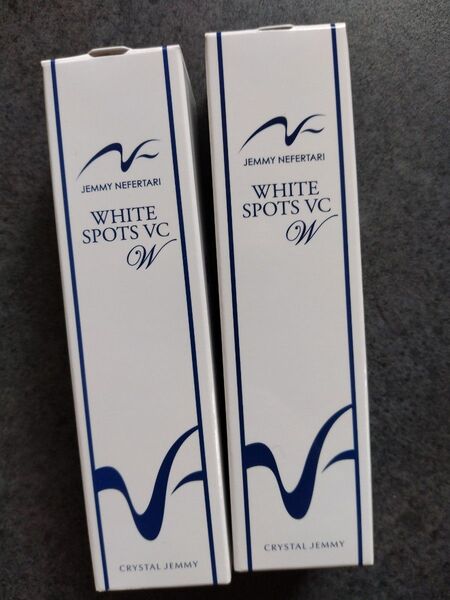 JEMMY NEFERTARI
WHITE
SPOTS VC
W
CRYSTAL JEMMY
JEMMY NEFERTARI
WHITE
SPOTS VC
W
CRYSTAL JEMMY